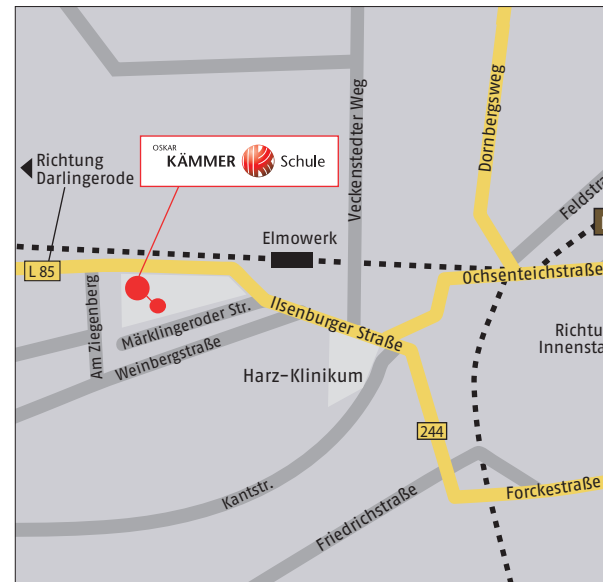 OSKAR
KÄMMER Schule
Richtung
Darlingerode
Veckenstedter Weg
Dornbergsweg
Elmowerk
L 85
Ochsenteichstraße
Am Ziegenberg
Märklingeroder Str.
Weinbergstraße
Ilsenburger Straße
Harz-Klinikum
244
Kantstr.
Friedrichstraße
Forckestraße